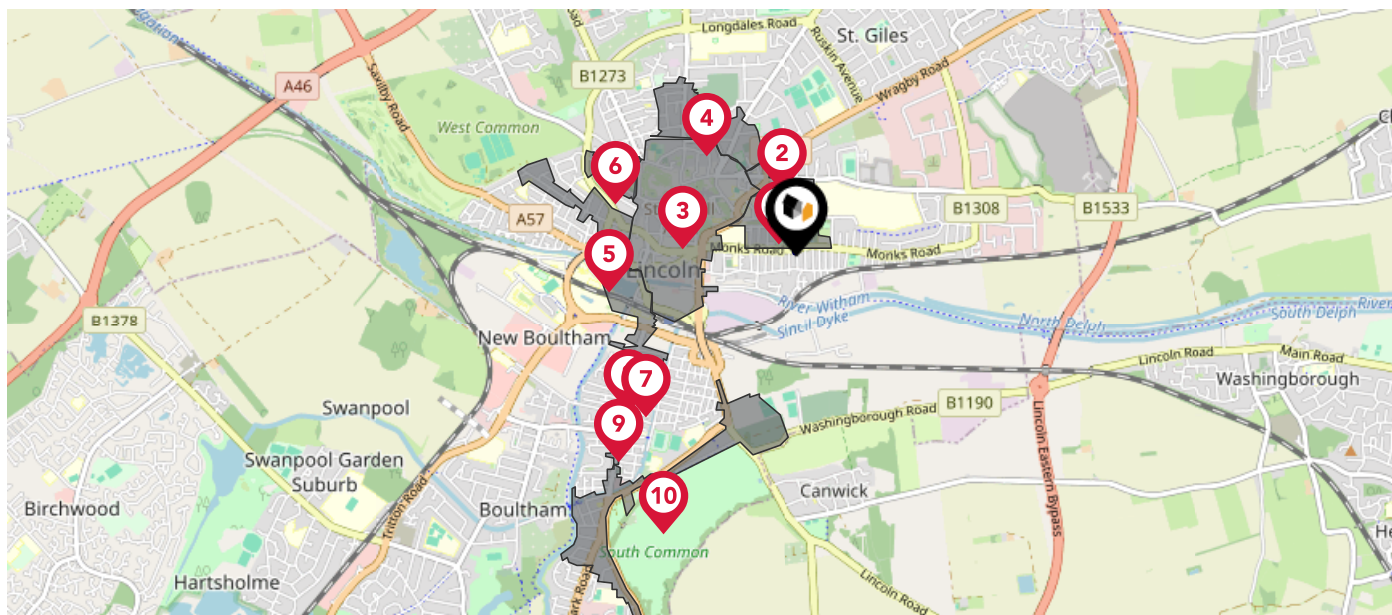 Longdales Road
St. Giles
Ruskin Avenue
Wragby Road
B1273
A46
Saxilby Road
West Common
4
2
6
3
A57
B1308
B1533
Monks Road
Monks Road
5
Lincoln
River Witham
Sincil Dyke
North Delph
South Delph
River
B1378
New Boultham
Lincoln Road
Main Road
Washingborough
7
Swanpool
B1190
Washingborough Road
9
Swanpool Garden
Suburb
Tritton Road
Lincoln Eastern Bypass
10
Canwick
Birchwood
Boultham
South Common
Hartsholme
Lincoln Road